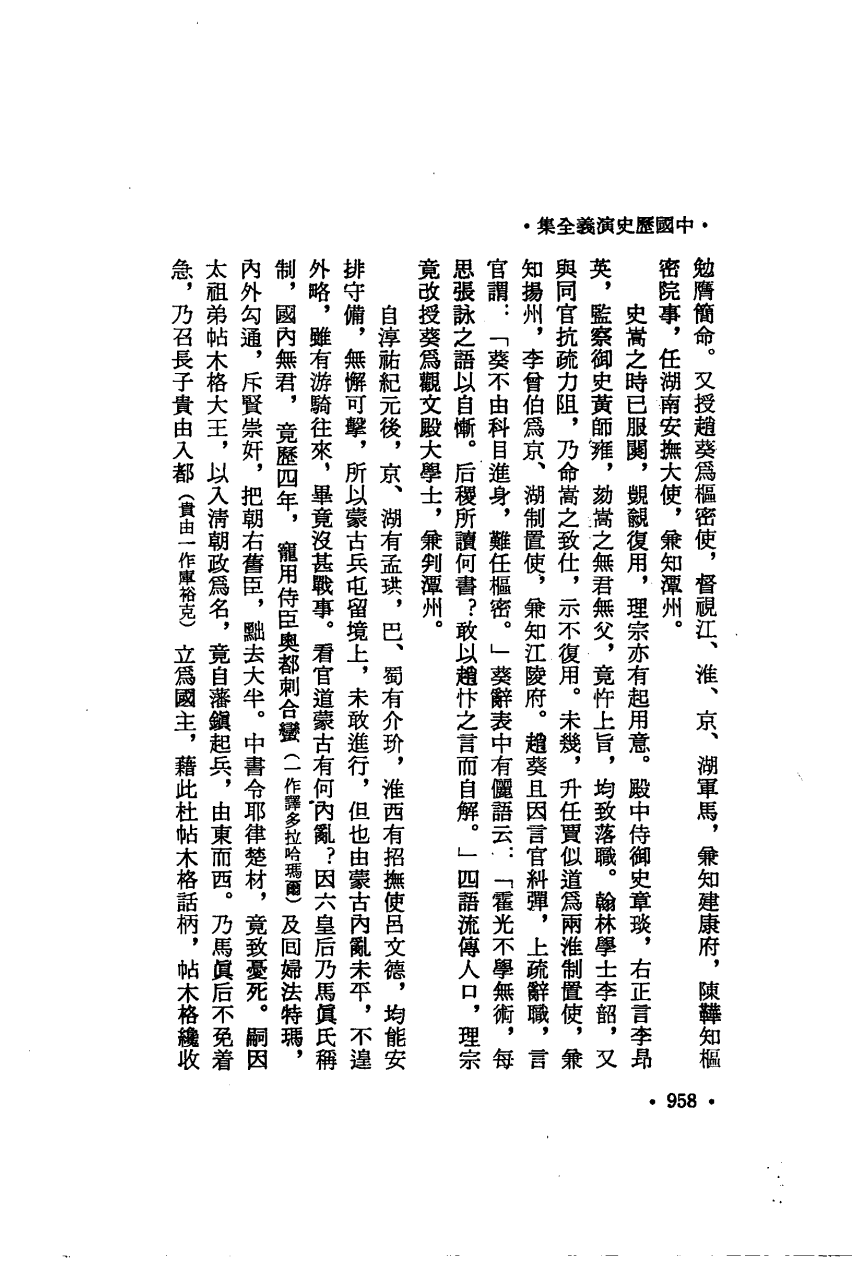 •中國歷史演義全集•
勉膺簡命。又授趙葵爲樞密使，督視江、淮、京、湖軍馬，兼知建康府，陳韡知樞
密院事，任湖南安撫大使，兼知潭州。
史嵩之時已服闋，覬覦復用，理宗亦有起用意。殿中侍御史章琰，右正言李昻
英，監察御史黃師雍，劾嵩之無君無父，竟忤上旨，均致落職。翰林學士李韶，又
與同官抗疏力阻，乃命嵩之致仕，示不復用。未幾，升任賈似道爲兩淮制置使，兼
知揚州，李曾伯爲京、湖制置使，兼知江陵府。趙葵且因言官糾彈，上疏辭職，言
官謂：「葵不由科目進身，難任樞密。」葵辭表中有儷語云：「霍光不學無術，每
思張詠之語以自慚。后稷所讀何書？敢以趙忭之言而自解。」四語流傳人口，理宗
竟改授葵爲觀文殿大學士，兼判潭州。
自淳祐紀元後，京、湖有孟珙，巴、蜀有介玠，淮西有招撫使呂文德，均能安
排守備，無懈可擊，所以蒙古兵屯留境上，未敢進行，但也由蒙古內亂未平，不遑
外略，雖有游騎往來，畢竟沒甚戰事。看官道蒙古有何內亂？因六皇后乃馬眞氏稱
制，國內無君，竟歷四年，寵用侍臣奧都刺合蠻（一作譯多拉哈瑪爾）及回婦法特瑪，
內外勾通，斥賢崇奸，把朝右舊臣，黜去大半。中書令耶律楚材，竟致憂死。嗣因
太祖弟帖木格大王，以入淸朝政爲名，竟自藩鎭起兵，由東而西。乃馬眞后不免着
急，乃召長子貴由入都（貴由一作庫裕克）立爲國主，藉此杜帖木格話柄，帖木格纔收
•958•